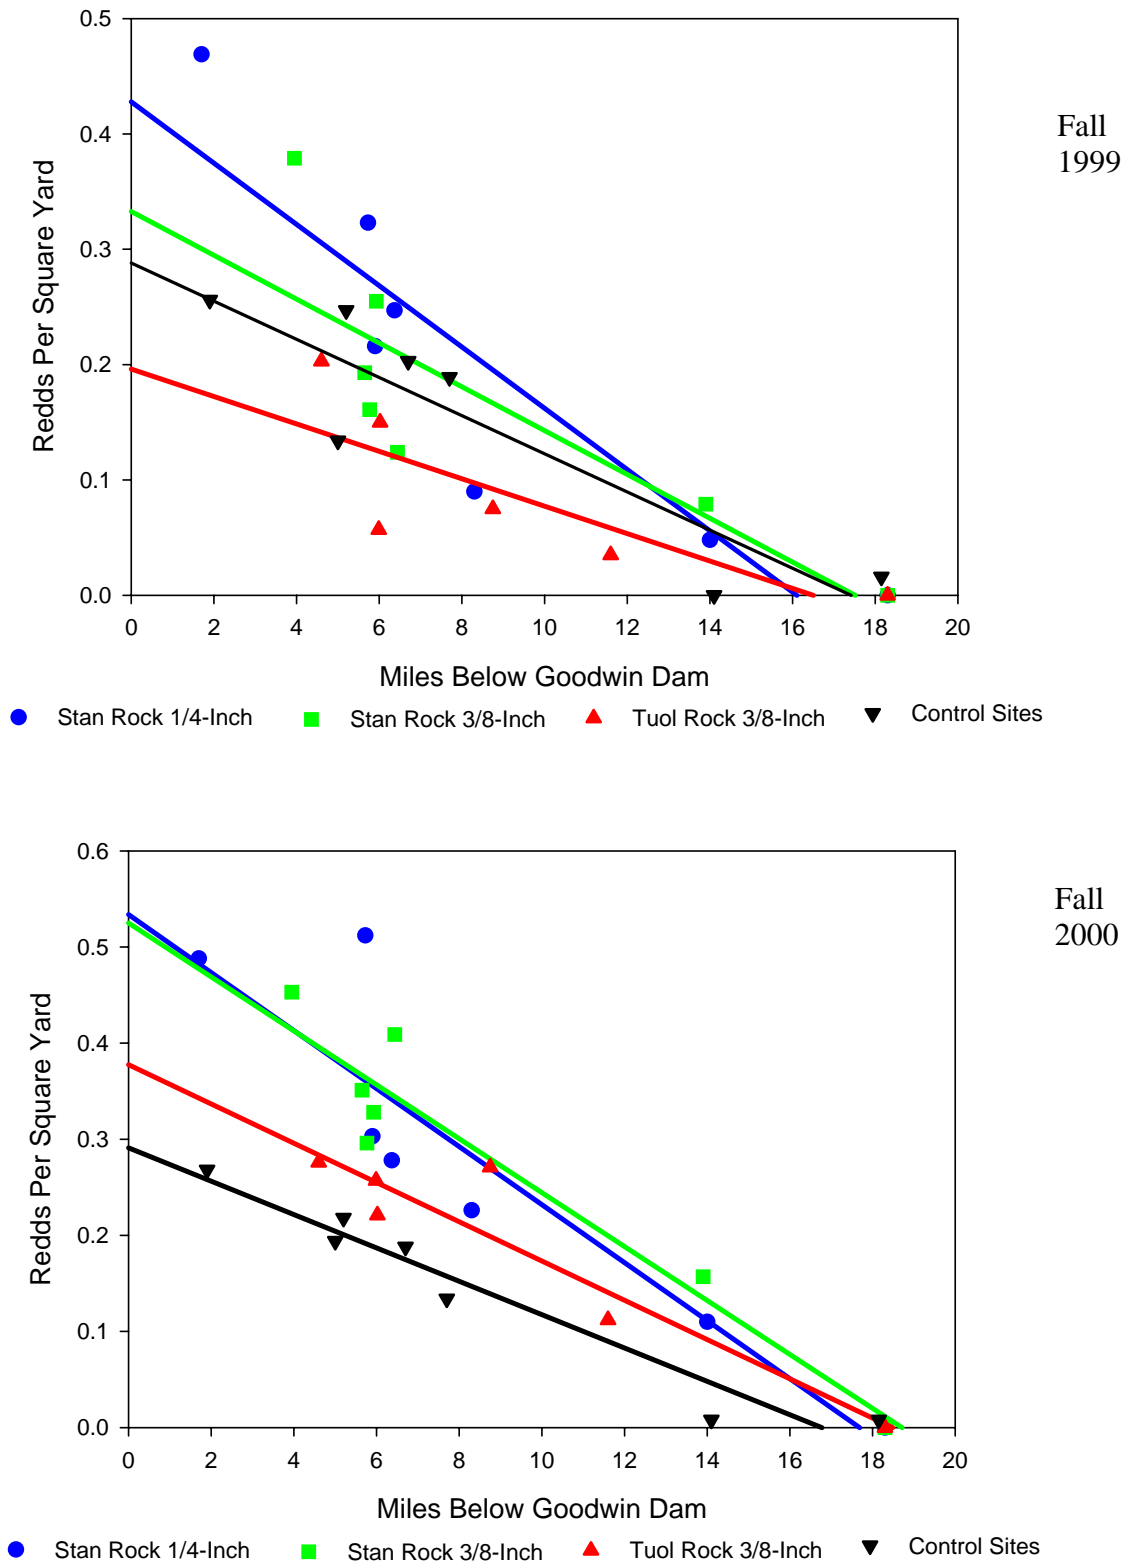 0.5
0.4
0.3
0.2
0.1
0.0
Redds Per Square Yard
Fall
1999
0 2 4 6 8 10 12 14 16 18 20
Miles Below Goodwin Dam
Stan Rock 1/4-Inch Stan Rock 3/8-Inch Tuol Rock 3/8-Inch Control Sites
0.6
0.5
0.4
0.3
0.2
0.1
0.0
Redds Per Square Yard
Fall
2000
0 2 4 6 8 10 12 14 16 18 20
Miles Below Goodwin Dam
Stan Rock 1/4-Inch Stan Rock 3/8-Inch Tuol Rock 3/8-Inch Control Sites